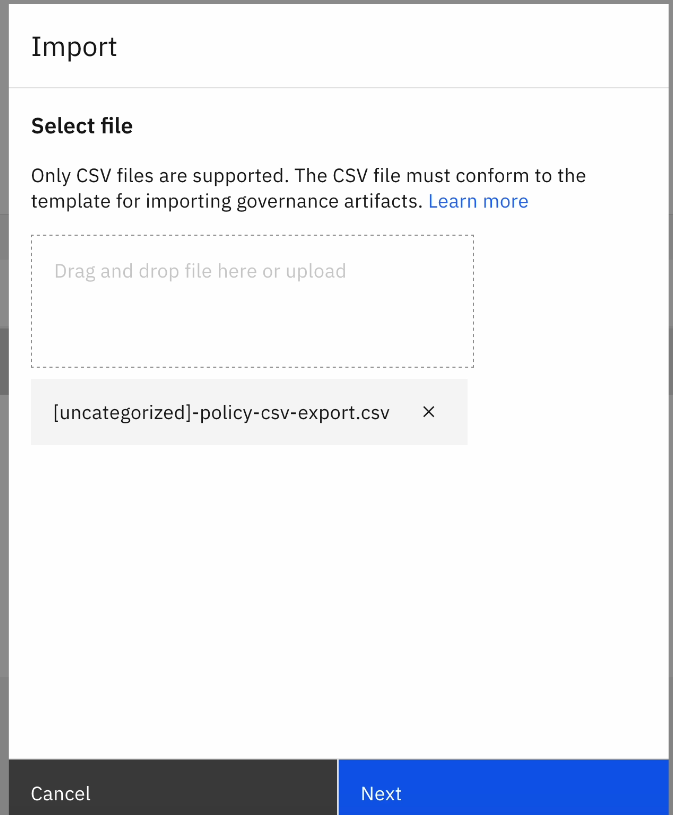 Import
Select file
Only CSV files are supported. The CSV file must conform to the
template for importing governance artifacts. Learn more
Drag and drop file here or upload
[uncategorized]-policy-csv-export.csv ×
Cancel
Next